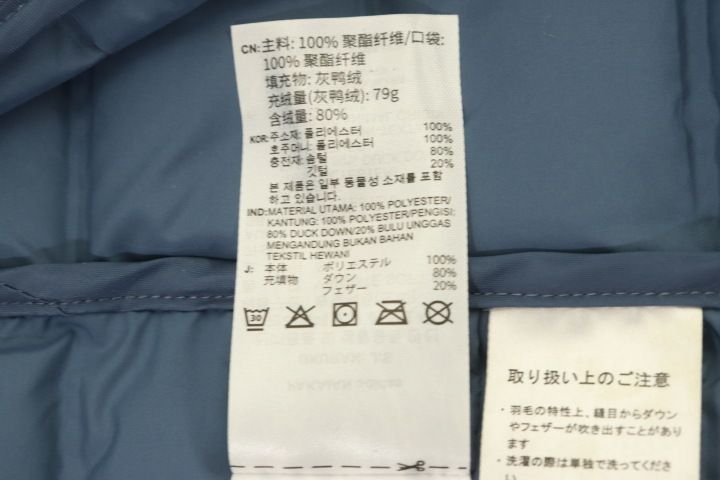 CN: 主料: 100% 聚酯纤维/口袋:
100% 聚酯纤维
填充物: 灰鸭绒
充绒量(灰鸭绒): 79g
含绒量: 80%
KOR: 주소재: 폴리에스터 100%
호주머니: 폴리에스터 100%
충전재: 솜털 80%
깃털 20%
본 제품은 일부 동물성 소재를 포함
하고 있습니다.
IND: MATERIAL UTAMA: 100% POLYESTER/
KANTUNG: 100% POLYESTER/PENGISI:
80% DUCK DOWN/20% BULU UNGGAS
MENGANDUNG BUKAN BAHAN
TEKSTIL HEWANI
J: 本体 ポリエステル 100%
充填物 ダウン 80%
フェザー 20%
30
取り扱い上のご注意
・羽毛の特性上、縫目からダウン
やフェザーが吹き出すことがあり
ます
・洗濯の際は単独で洗ってくださ